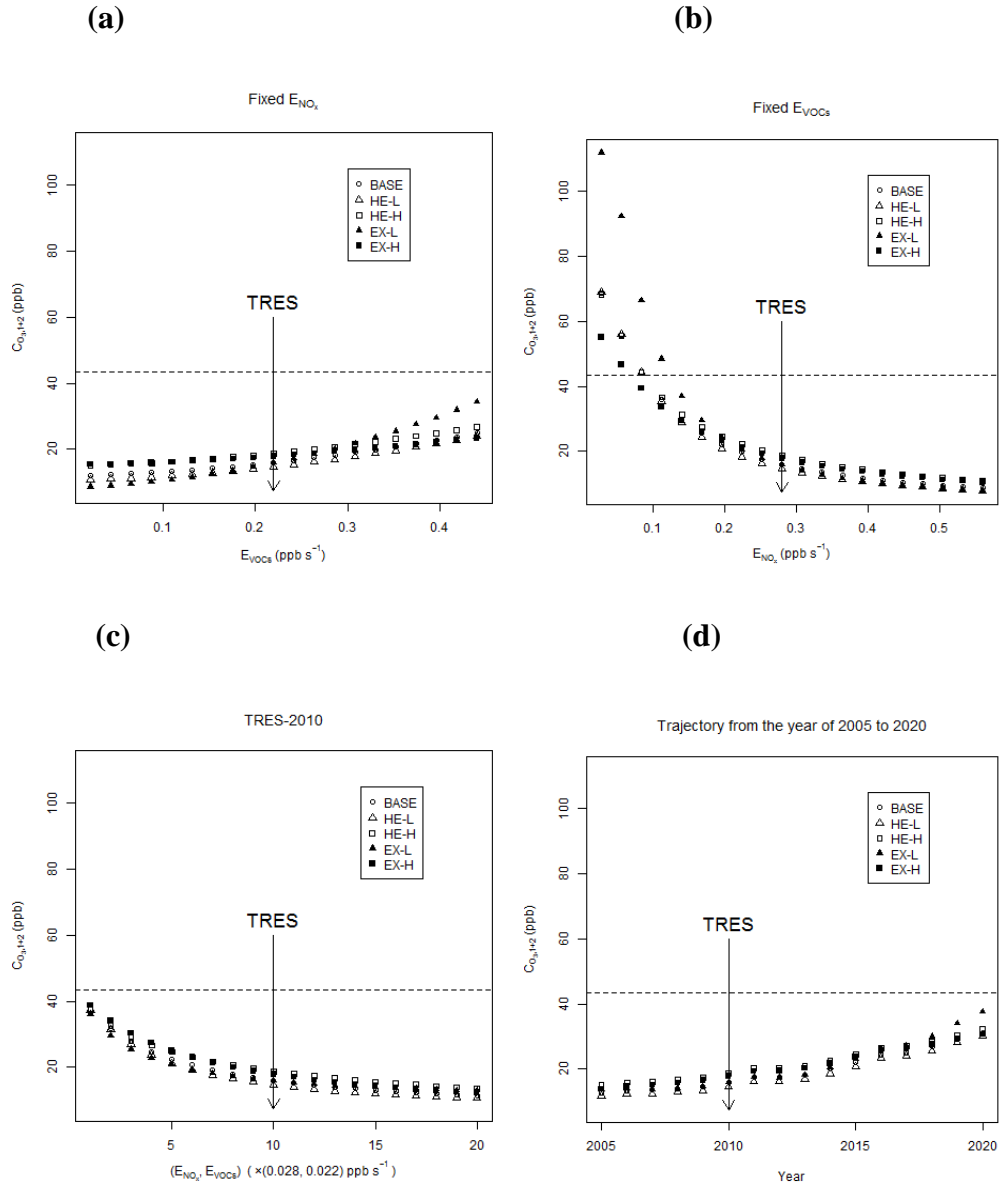 (a)
Fixed E_NOx
C_O3,t+2 (ppb)
20 40 60 80 100
BASE
HE-L
HE-H
EX-L
EX-H
TRES
0.1 0.2 0.3 0.4
E_VOCs (ppb s⁻¹)
(b)
Fixed E_VOCs
C_O3,t+2 (ppb)
20 40 60 80 100
BASE
HE-L
HE-H
EX-L
EX-H
TRES
0.1 0.2 0.3 0.4 0.5
E_NOx (ppb s⁻¹)
(c)
TRES-2010
C_O3,t+2 (ppb)
20 40 60 80 100
BASE
HE-L
HE-H
EX-L
EX-H
TRES
5 10 15 20
(E_NOx, E_VOCs) ( ×(0.028, 0.022) ppb s⁻¹)
(d)
Trajectory from the year of 2005 to 2020
C_O3,t+2 (ppb)
20 40 60 80 100
BASE
HE-L
HE-H
EX-L
EX-H
TRES
2005 2010 2015 2020
Year